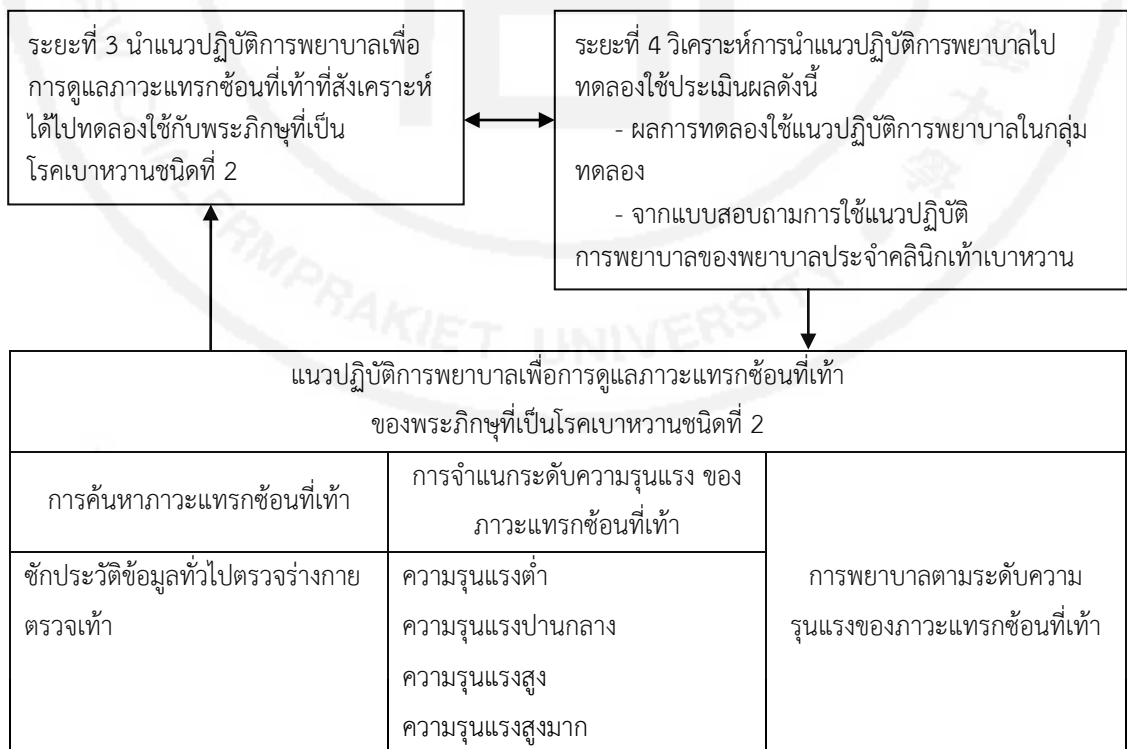 ระยะที่ 3 นำแนวปฏิบัติการพยาบาลเพื่อ
การดูแลภาวะแทรกซ้อนที่เท้าที่สังเคราะห์
ได้ไปทดลองใช้กับพระภิกษุที่เป็น
โรคเบาหวานชนิดที่ 2
ระยะที่ 4 วิเคราะห์การนำแนวปฏิบัติการพยาบาลไป
ทดลองใช้ประเมินผลดังนี้
- ผลการทดลองใช้แนวปฏิบัติการพยาบาลในกลุ่ม
ทดลอง
- จากแบบสอบถามการใช้แนวปฏิบัติ
การพยาบาลของพยาบาลประจำคลินิกเท้าเบาหวาน
แนวปฏิบัติการพยาบาลเพื่อการดูแลภาวะแทรกซ้อนที่เท้า
ของพระภิกษุที่เป็นโรคเบาหวานชนิดที่ 2
การค้นหาภาวะแทรกซ้อนที่เท้า
การจำแนกระดับความรุนแรง ของ
ภาวะแทรกซ้อนที่เท้า
ซักประวัติข้อมูลทั่วไปตรวจร่างกาย
ตรวจเท้า
ความรุนแรงต่ำ
ความรุนแรงปานกลาง
ความรุนแรงสูง
ความรุนแรงสูงมาก
การพยาบาลตามระดับความ
รุนแรงของภาวะแทรกซ้อนที่เท้า
UNIVERSITY